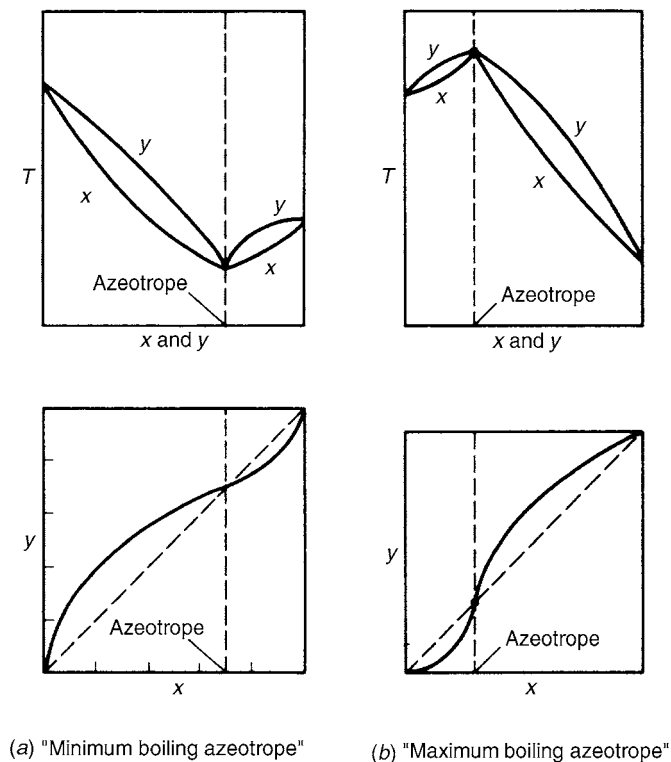 y
y
y
x
T
x
T
y
x
y
x
x
Azeotrope
Azeotrope
x and y
x and y
y
y
Azeotrope
Azeotrope
x
x
(a) "Minimum boiling azeotrope"
(b) "Maximum boiling azeotrope"